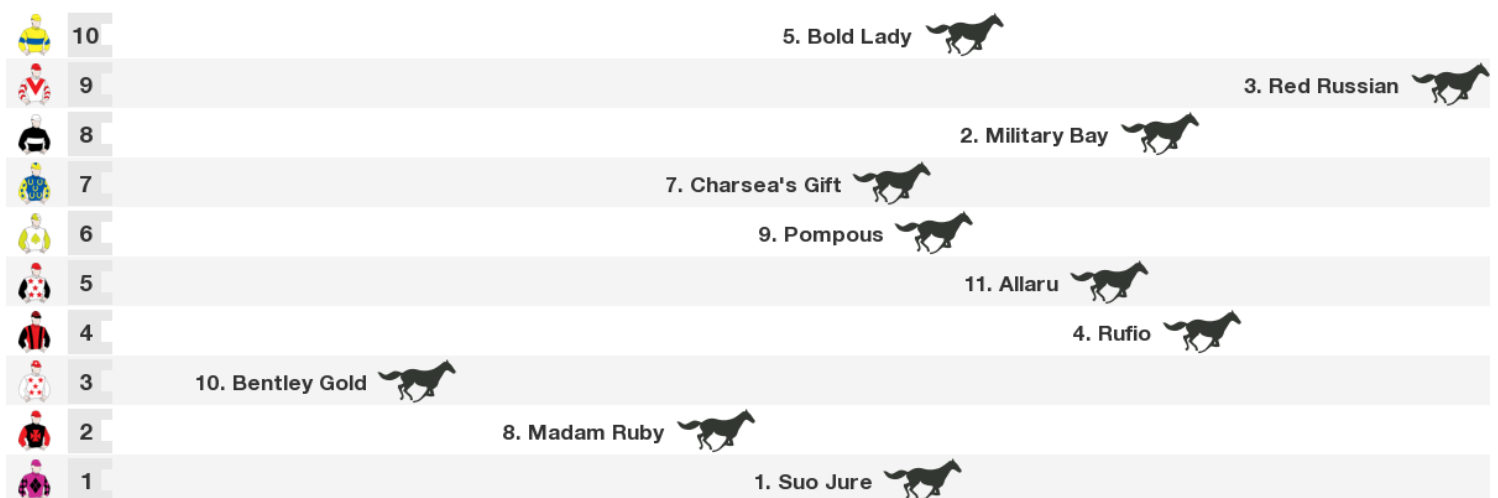 10 5. Bold Lady
9 3. Red Russian
8 2. Military Bay
7 7. Charsea's Gift
6 9. Pompous
5 11. Allaru
4 4. Rufio
3 10. Bentley Gold
2 8. Madam Ruby
1 1. Suo Jure